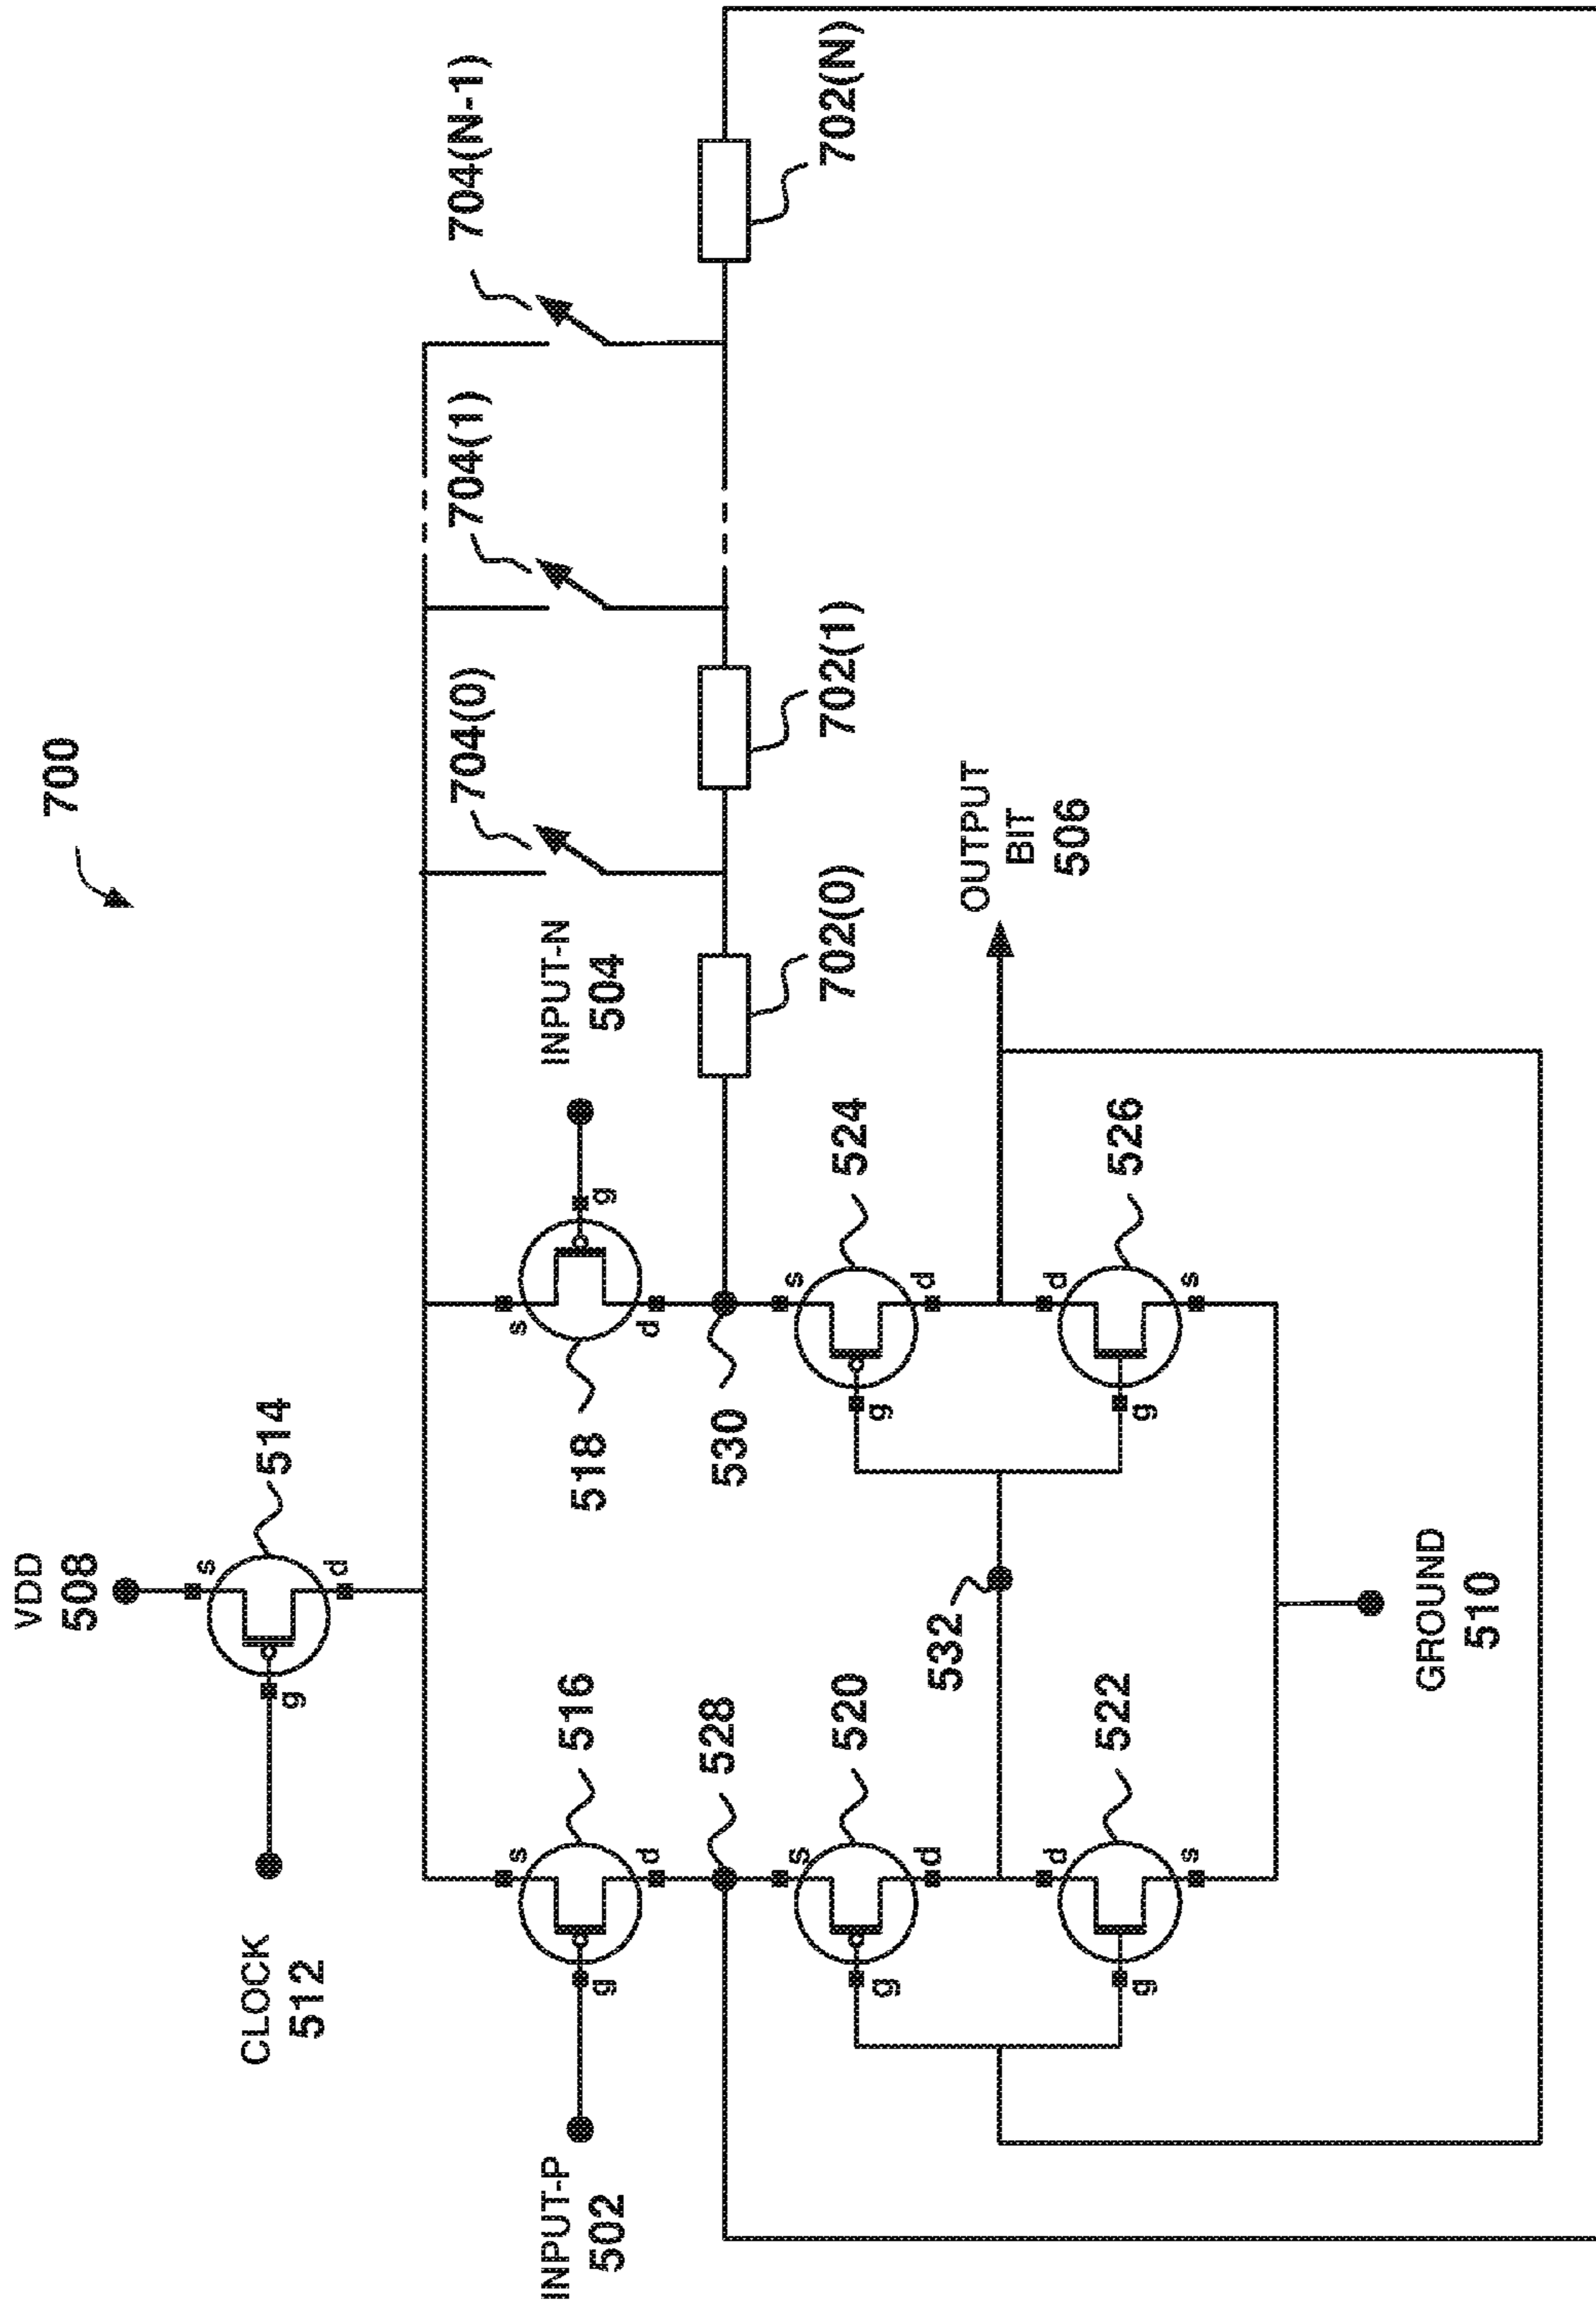 700
VDD
508
514
s
d
g
CLOCK
512
704(0)
704(1)
704(N-1)
INPUT-P
502
g
s
d
516
s
d
g
518
INPUT-N
504
528
530
702(0)
702(1)
702(N)
s
g
d
520
s
g
d
524
532
OUTPUT
BIT
506
d
g
s
522
d
g
s
526
GROUND
510